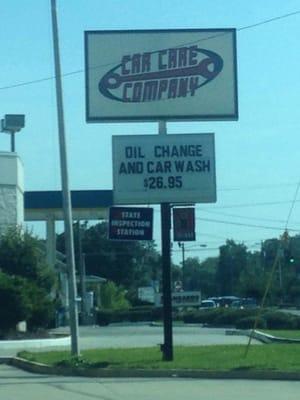 CAR CARE
COMPANY
OIL CHANGE
AND CAR WASH
$26.95
STATE
INSPECTION
STATION